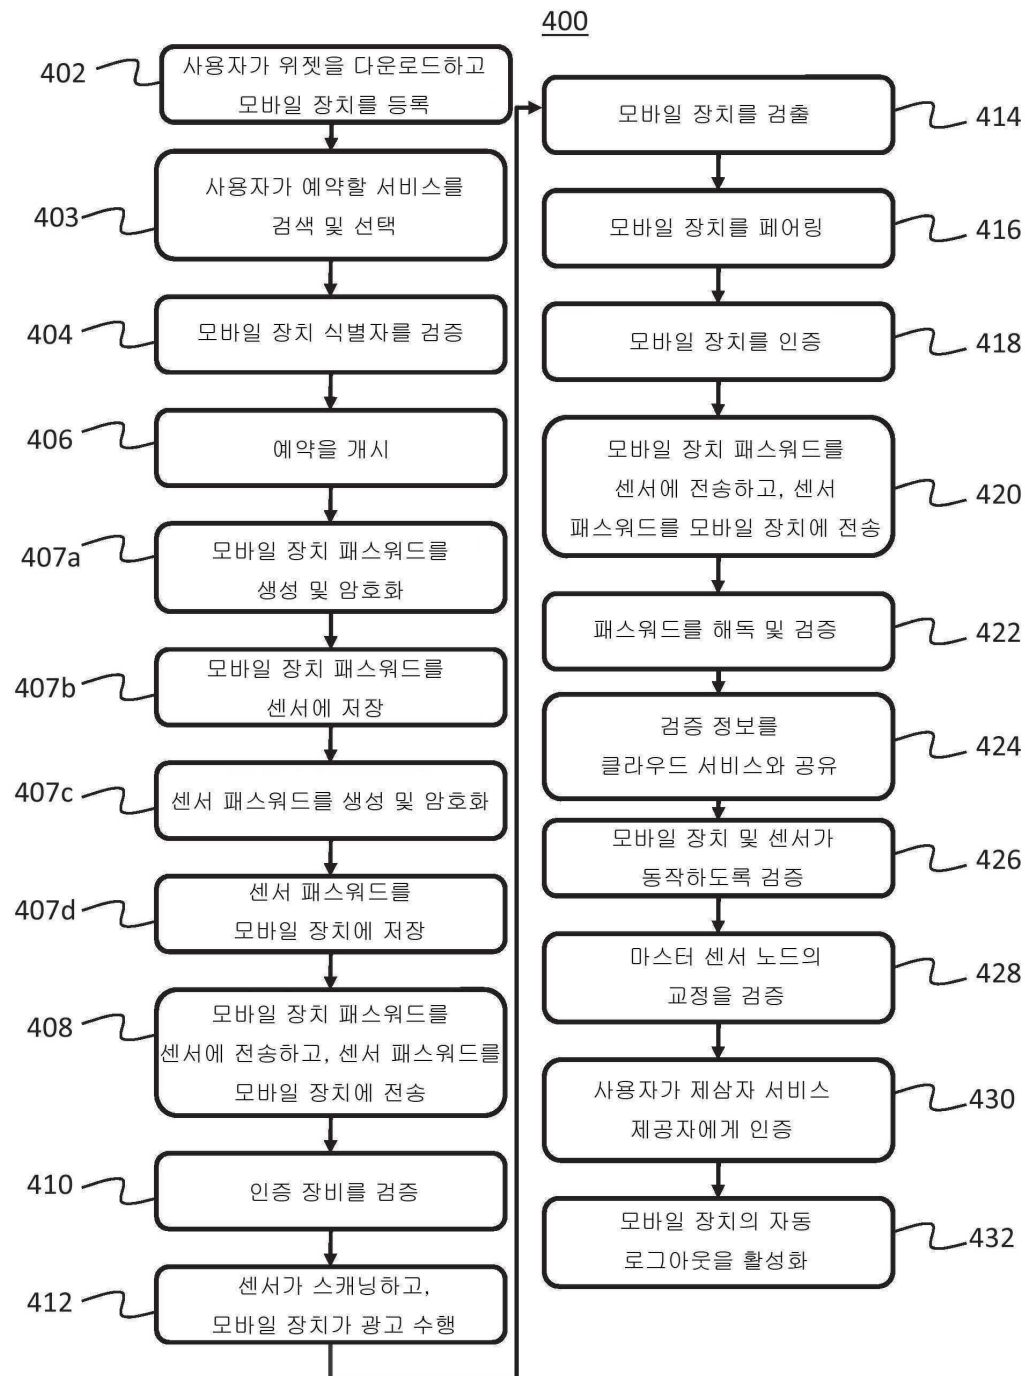 400
402
사용자가 위젯을 다운로드하고
모바일 장치를 등록
403
사용자가 예약할 서비스를
검색 및 선택
404
모바일 장치 식별자를 검증
406
예약을 개시
407a
모바일 장치 패스워드를
생성 및 암호화
407b
모바일 장치 패스워드를
센서에 저장
407c
센서 패스워드를 생성 및 암호화
407d
센서 패스워드를
모바일 장치에 저장
408
모바일 장치 패스워드를
센서에 전송하고, 센서 패스워드를
모바일 장치에 전송
410
인증 장비를 검증
412
센서가 스캐닝하고,
모바일 장치가 광고 수행
모바일 장치를 검출
414
모바일 장치를 페어링
416
모바일 장치를 인증
418
모바일 장치 패스워드를
센서에 전송하고, 센서
패스워드를 모바일 장치에 전송
420
패스워드를 해독 및 검증
422
검증 정보를
클라우드 서비스와 공유
424
모바일 장치 및 센서가
동작하도록 검증
426
마스터 센서 노드의
교정을 검증
428
사용자가 제삼자 서비스
제공자에게 인증
430
모바일 장치의 자동
로그아웃을 활성화
432